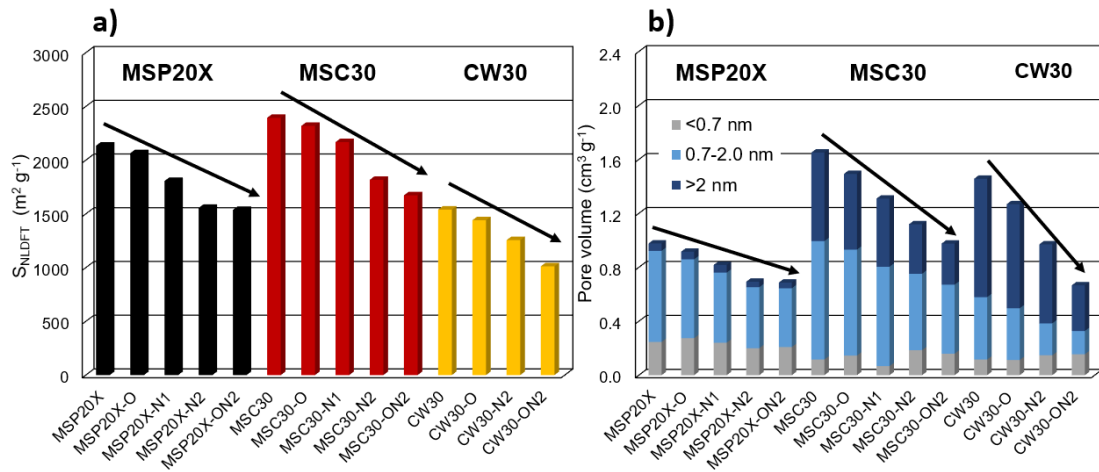 a)
MSP20X MSC30 CW30
S_NLDFT (m² g⁻¹)
3000
2500
2000
1500
1000
500
0
MSP20X
MSP20X-O
MSP20X-N1
MSP20X-N2
MSP20X-ON2
MSC30
MSC30-O
MSC30-N1
MSC30-N2
MSC30-ON2
CW30
CW30-O
CW30-N2
CW30-ON2
b)
MSP20X MSC30 CW30
<0.7 nm
0.7-2.0 nm
>2 nm
Pore volume (cm³ g⁻¹)
2.4
2.0
1.6
1.2
0.8
0.4
0.0
MSP20X
MSP20X-O
MSP20X-N1
MSP20X-N2
MSP20X-ON2
MSC30
MSC30-O
MSC30-N1
MSC30-N2
MSC30-ON2
CW30
CW30-O
CW30-N2
CW30-ON2